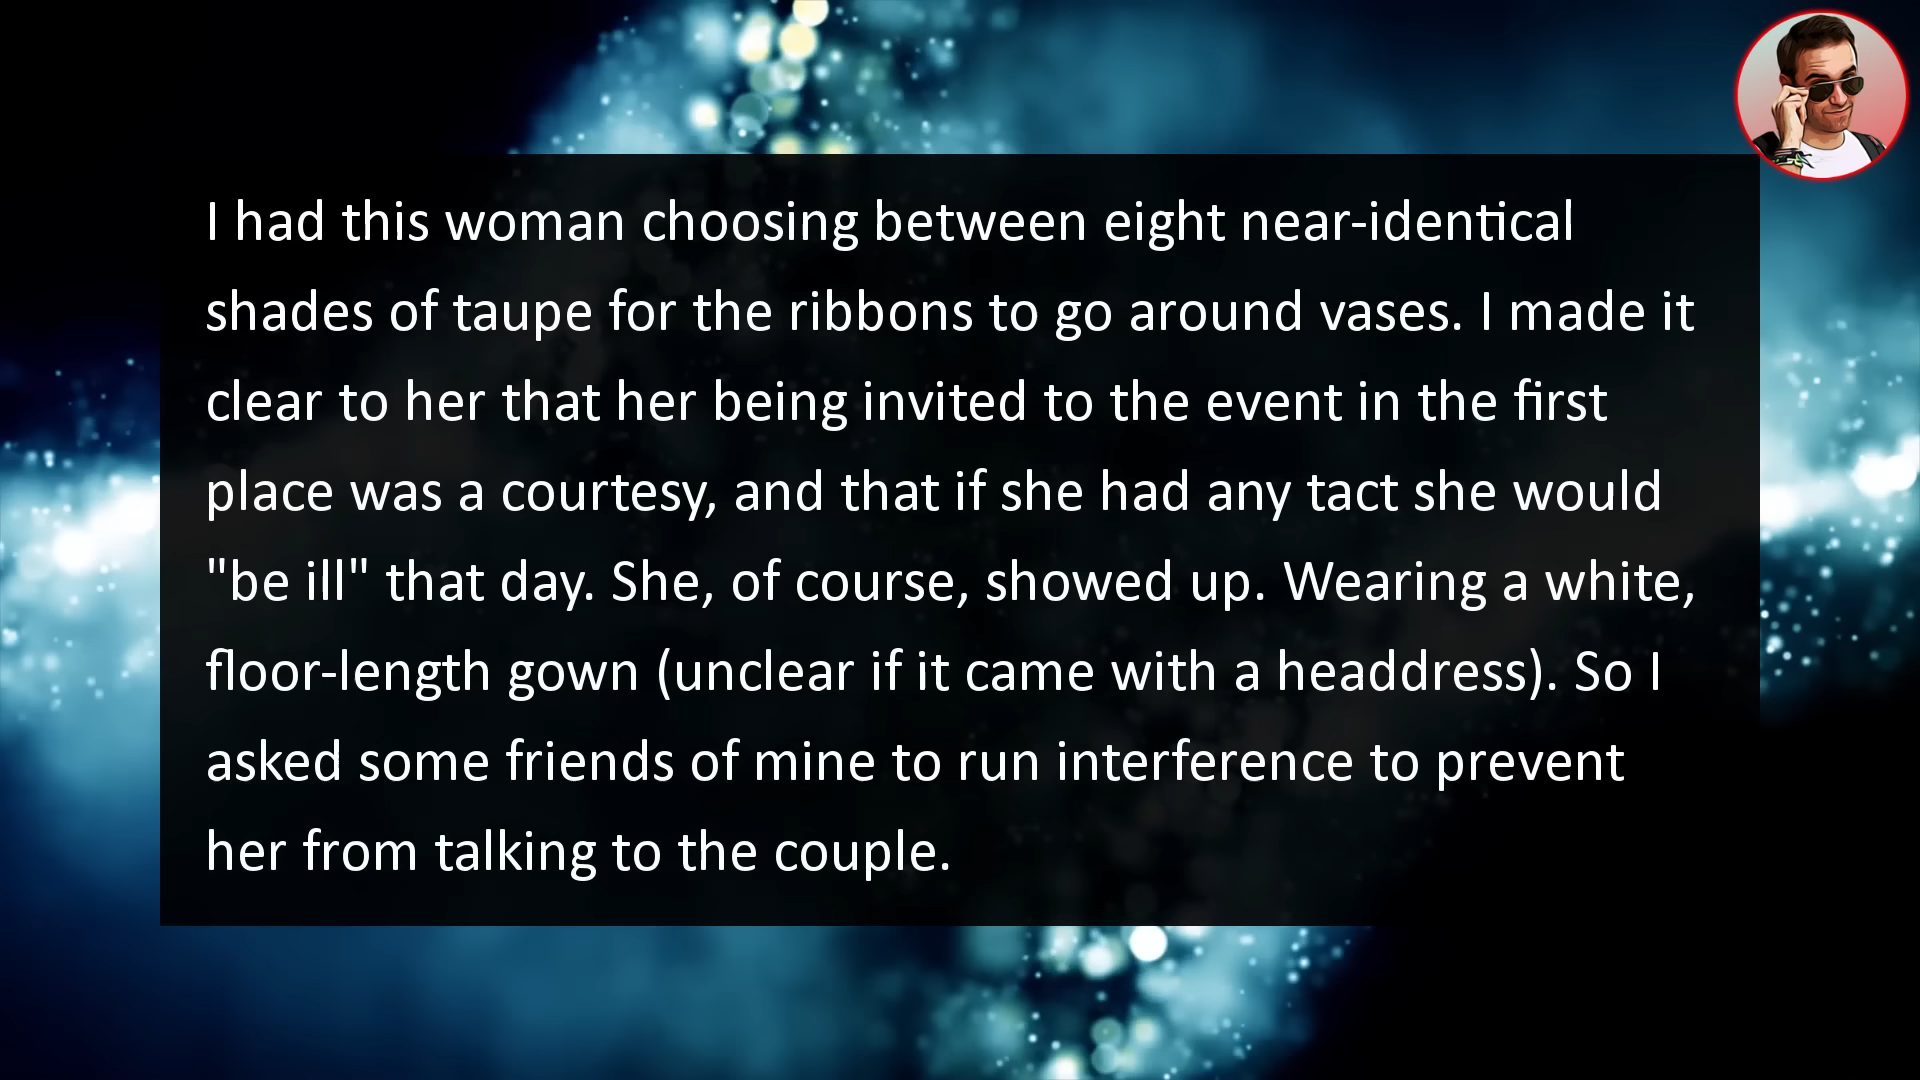 I had this woman choosing between eight near-identical
shades of taupe for the ribbons to go around vases. I made it
clear to her that her being invited to the event in the first
place was a courtesy, and that if she had any tact she would
"be ill" that day. She, of course, showed up. Wearing a white,
floor-length gown (unclear if it came with a headdress). So I
asked some friends of mine to run interference to prevent
her from talking to the couple.